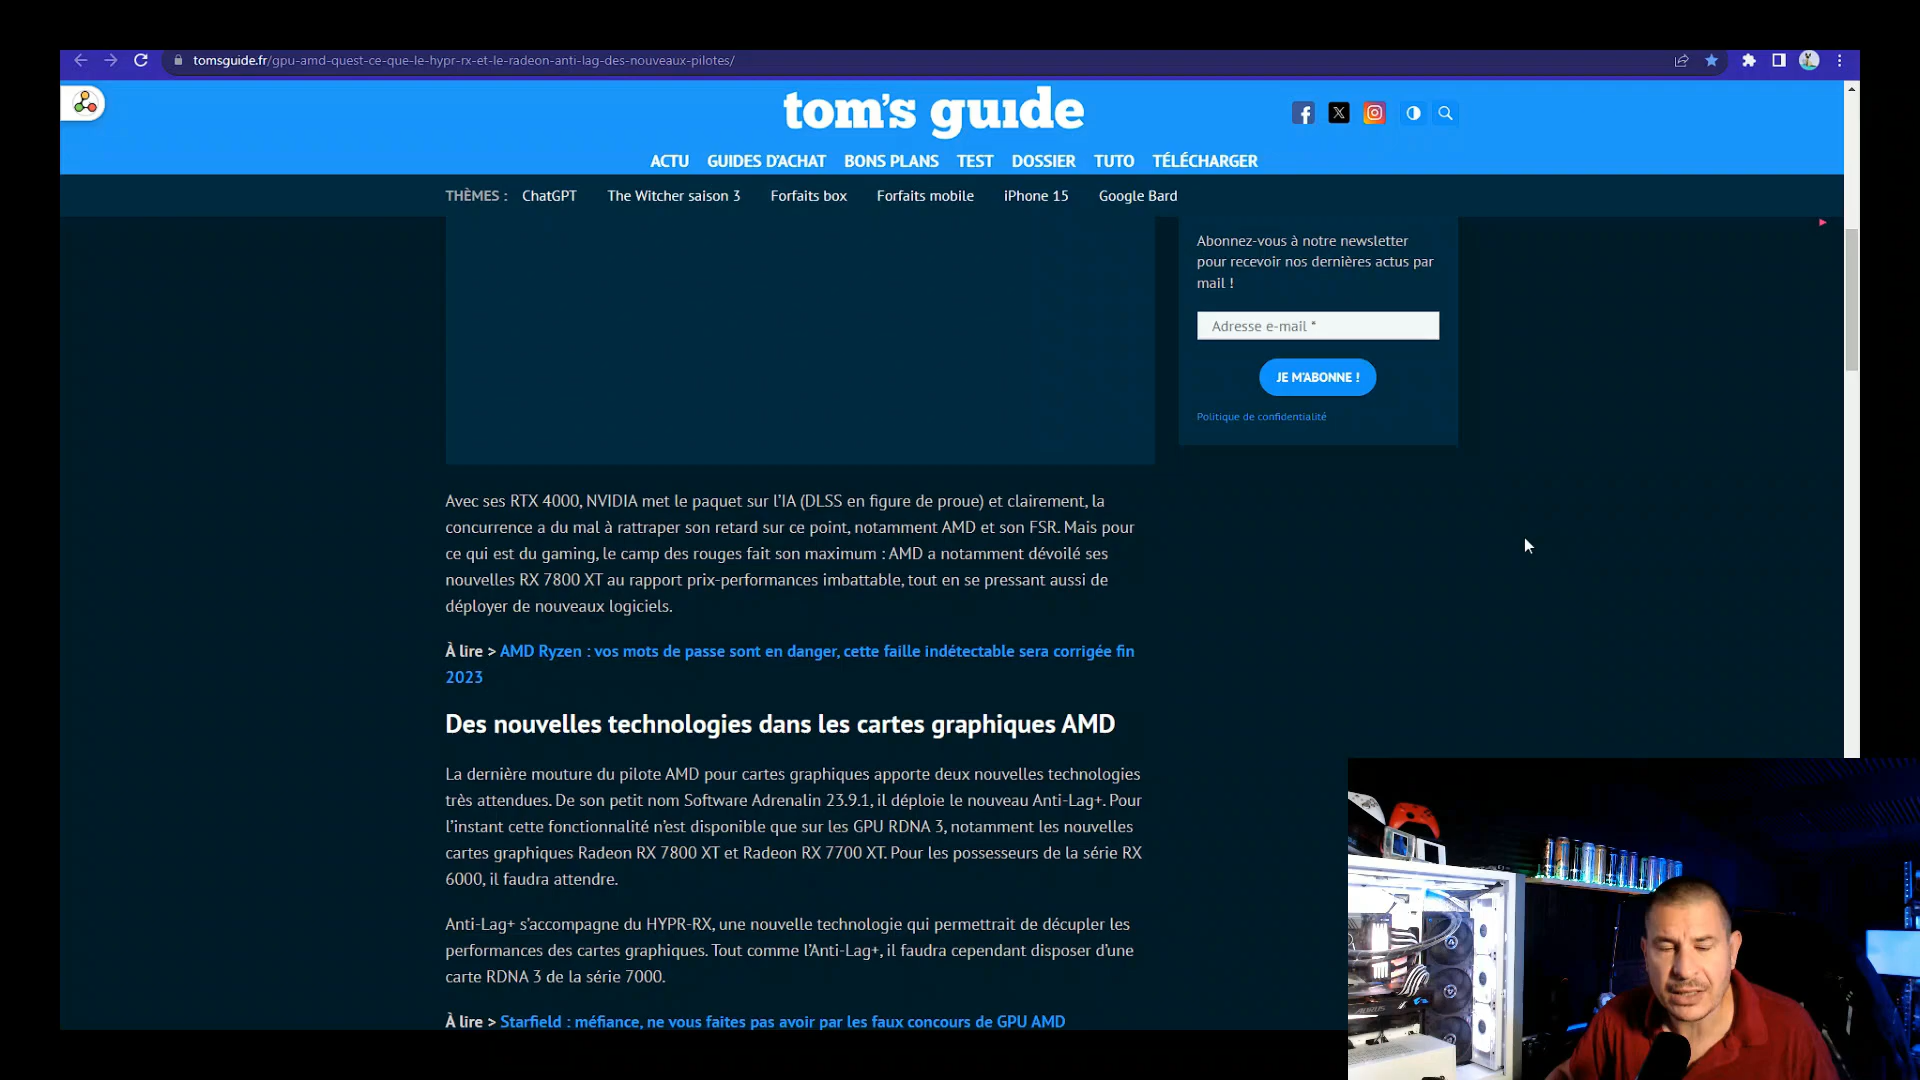 tomsguide.fr/gpu-amd-quest-ce-que-le-hypr-rx-et-le-radeon-anti-lag-des-nouveaux-pilotes/
tom's guide
ACTU GUIDES D'ACHAT BONS PLANS TEST DOSSIER TUTO TÉLÉCHARGER
THÈMES : ChatGPT The Witcher saison 3 Forfaits box Forfaits mobile iPhone 15 Google Bard
Abonnez-vous à notre newsletter
pour recevoir nos dernières actus par
mail !
Adresse e-mail *
JE M'ABONNE !
Politique de confidentialité
Avec ses RTX 4000, NVIDIA met le paquet sur l'IA (DLSS en figure de proue) et clairement, la
concurrence a du mal à rattraper son retard sur ce point, notamment AMD et son FSR. Mais pour
ce qui est du gaming, le camp des rouges fait son maximum : AMD a notamment dévoilé ses
nouvelles RX 7800 XT au rapport prix-performances imbattable, tout en se pressant aussi de
déployer de nouveaux logiciels.
À lire > AMD Ryzen : vos mots de passe sont en danger, cette faille indétectable sera corrigée fin
2023
Des nouvelles technologies dans les cartes graphiques AMD
La dernière mouture du pilote AMD pour cartes graphiques apporte deux nouvelles technologies
très attendues. De son petit nom Software Adrenalin 23.9.1, il déploie le nouveau Anti-Lag+. Pour
l'instant cette fonctionnalité n'est disponible que sur les GPU RDNA 3, notamment les nouvelles
cartes graphiques Radeon RX 7800 XT et Radeon RX 7700 XT. Pour les possesseurs de la série RX
6000, il faudra attendre.
Anti-Lag+ s'accompagne du HYPR-RX, une nouvelle technologie qui permettrait de décupler les
performances des cartes graphiques. Tout comme l'Anti-Lag+, il faudra cependant disposer d'une
carte RDNA 3 de la série 7000.
À lire > Starfield : méfiance, ne vous faites pas avoir par les faux concours de GPU AMD
AORUS